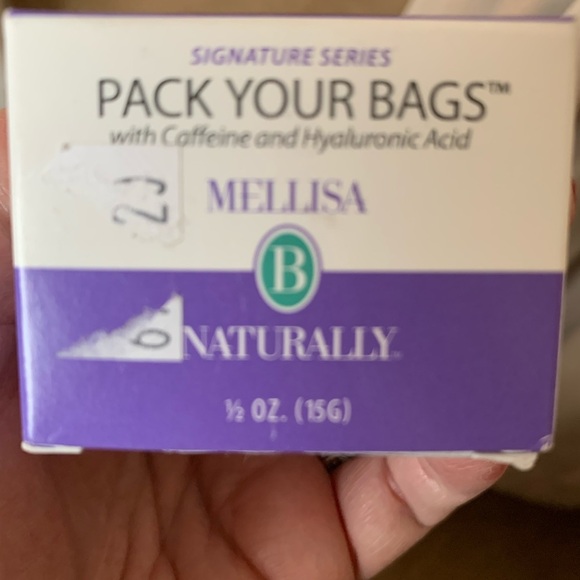 SIGNATURE SERIES
PACK YOUR BAGS™
with Caffeine and Hyaluronic Acid
MELLISA
B
NATURALLY
½ OZ. (15G)